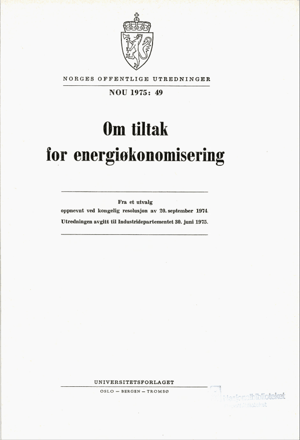 NORGES OFFENTLIGE UTREDNINGER
NOU 1975: 49
Om tiltak
for energiøkonomisering
Fra et utvalg
oppnevnt ved kongelig resolusjon av 20. september 1974
Utredningen avgitt til Industridepartementet 30. juni 1975.
UNIVERSITETSFORLAGET
OSLO — BERGEN — TROMSØ